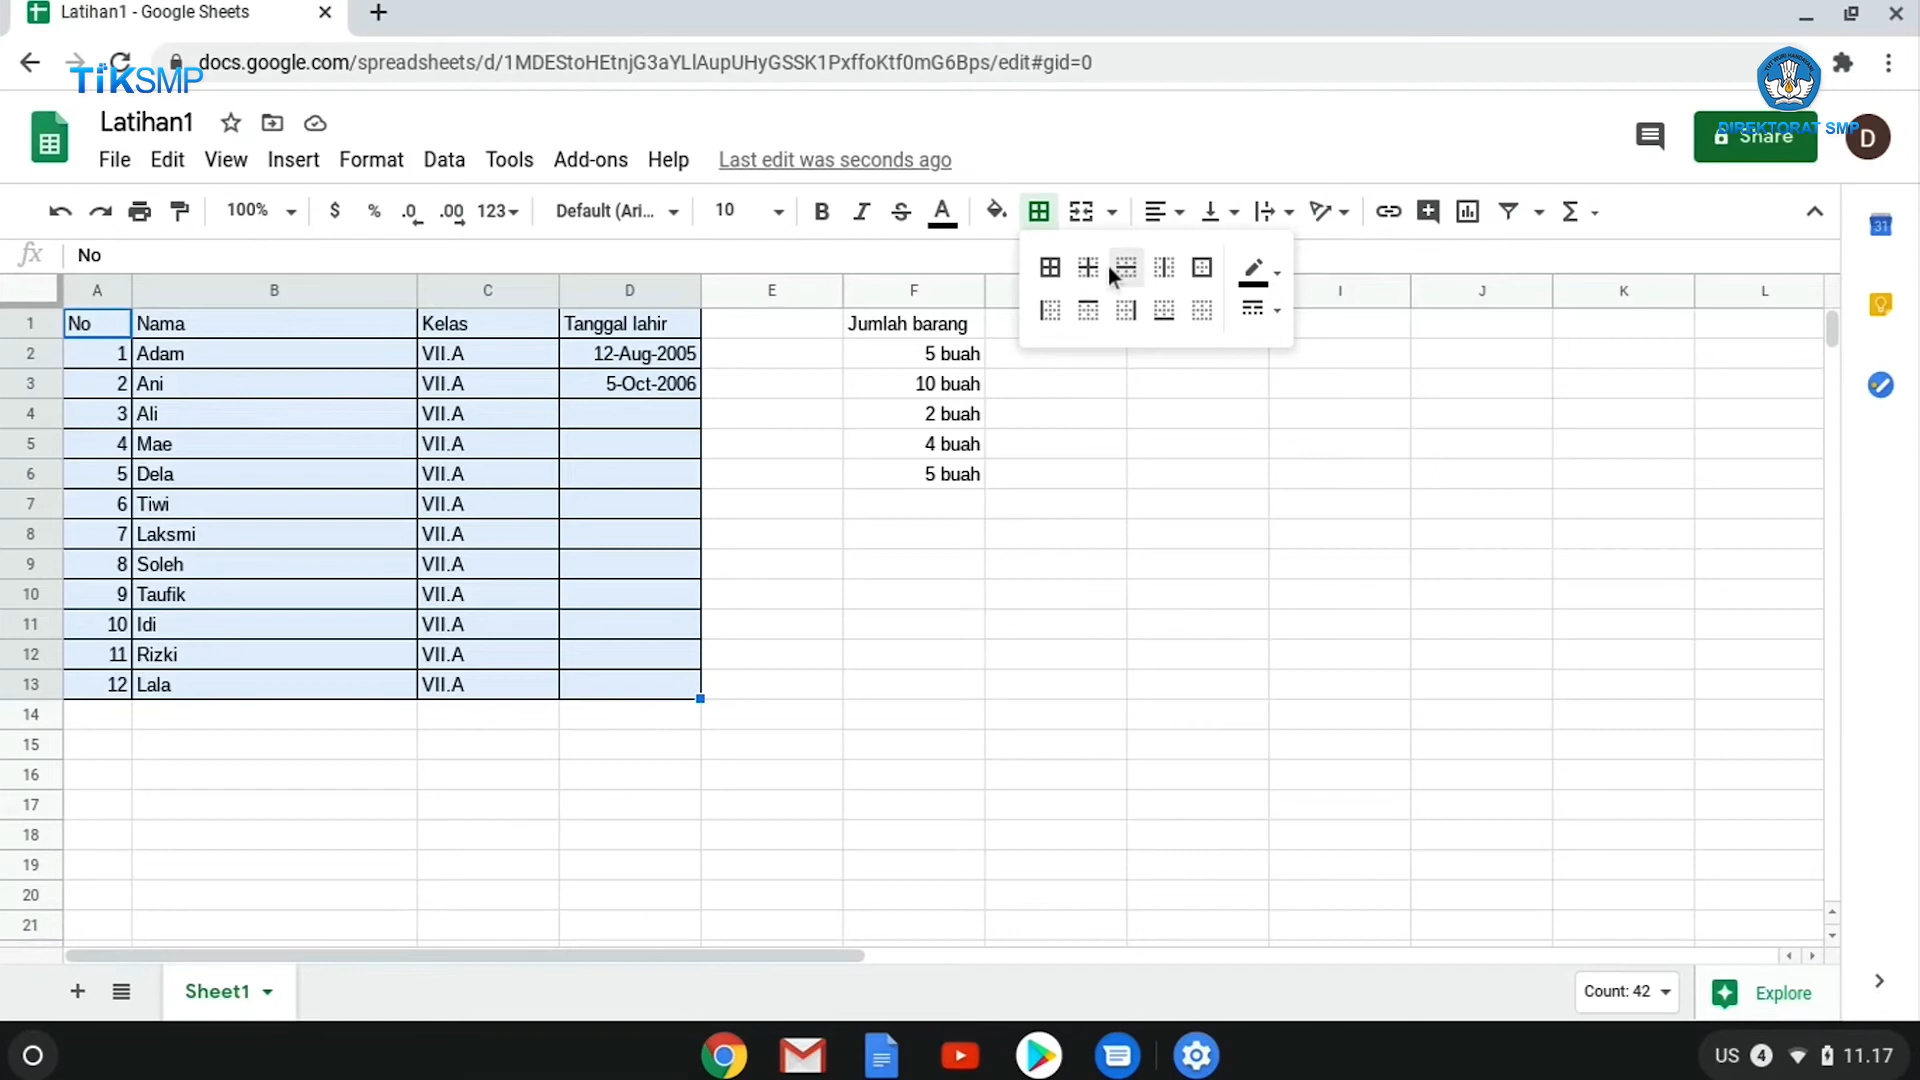 Latihan1 - Google Sheets
docs.google.com/spreadsheets/d/1MDEStoHEtnjG3aYLlAupUHyGSSK1PxffoKtf0mG6Bps/edit#gid=0
TIKSMP
DIREKTORAT SMP
Latihan1
Share
D
File Edit View Insert Format Data Tools Add-ons Help Last edit was seconds ago
100% $ % .0 .00 123 Default (Ari... 10 B I S A Σ
31
fx No
A B C D E F I J K L
1 No Nama Kelas Tanggal lahir Jumlah barang
2 1 Adam VII.A 12-Aug-2005 5 buah
3 2 Ani VII.A 5-Oct-2006 10 buah
4 3 Ali VII.A 2 buah
5 4 Mae VII.A 4 buah
6 5 Dela VII.A 5 buah
7 6 Tiwi VII.A
8 7 Laksmi VII.A
9 8 Soleh VII.A
10 9 Taufik VII.A
11 10 Idi VII.A
12 11 Rizki VII.A
13 12 Lala VII.A
14
15
16
17
18
19
20
21
Sheet1 Count: 42 Explore
US 4 11.17